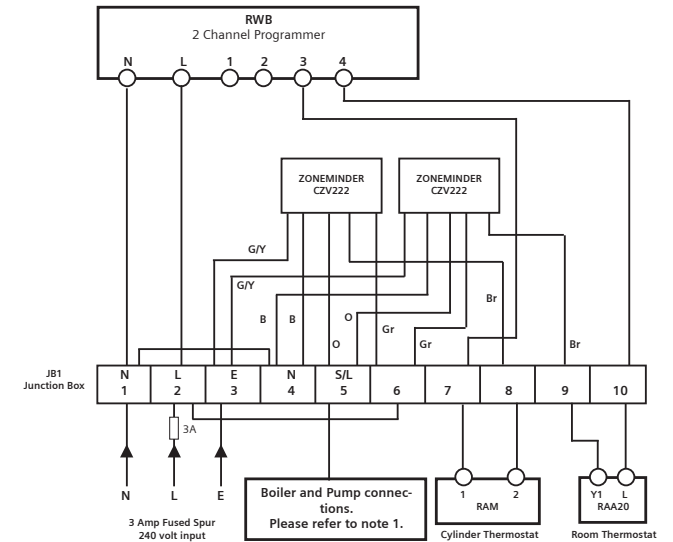 RWB
2 Channel Programmer
N L 1 2 3 4
ZONEMINDER
CZV222
ZONEMINDER
CZV222
G/Y
G/Y
B B O O Gr Gr Br Br
JB1
Junction Box
N L E N S/L
1 2 3 4 5 6 7 8 9 10
3A
N L E
3 Amp Fused Spur
240 volt input
Boiler and Pump connec-
tions.
Please refer to note 1.
1 2
RAM
Cylinder Thermostat
Y1 L
RAA20
Room Thermostat